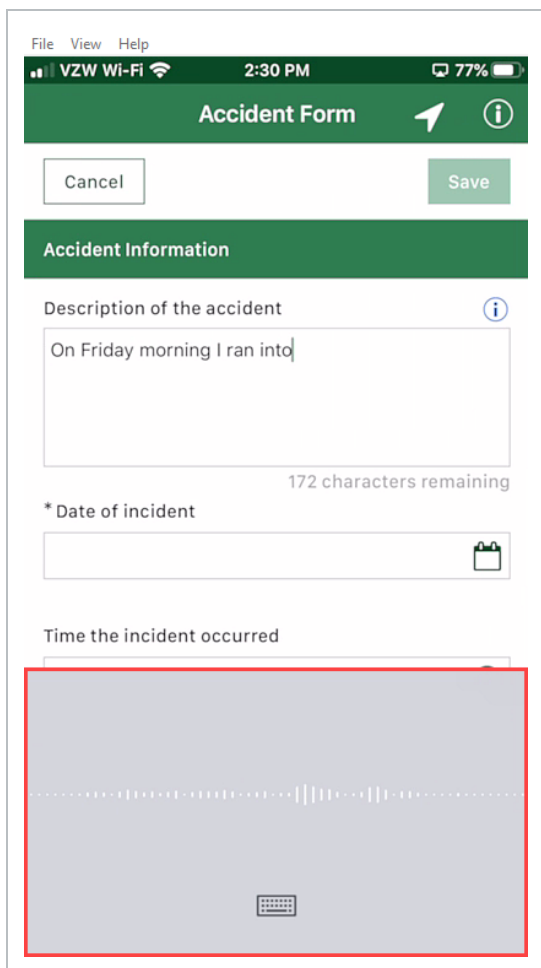 File View Help
VZW Wi-Fi 2:30 PM 77%
Accident Form
Cancel Save
Accident Information
Description of the accident
On Friday morning I ran into
172 characters remaining
* Date of incident
Time the incident occurred